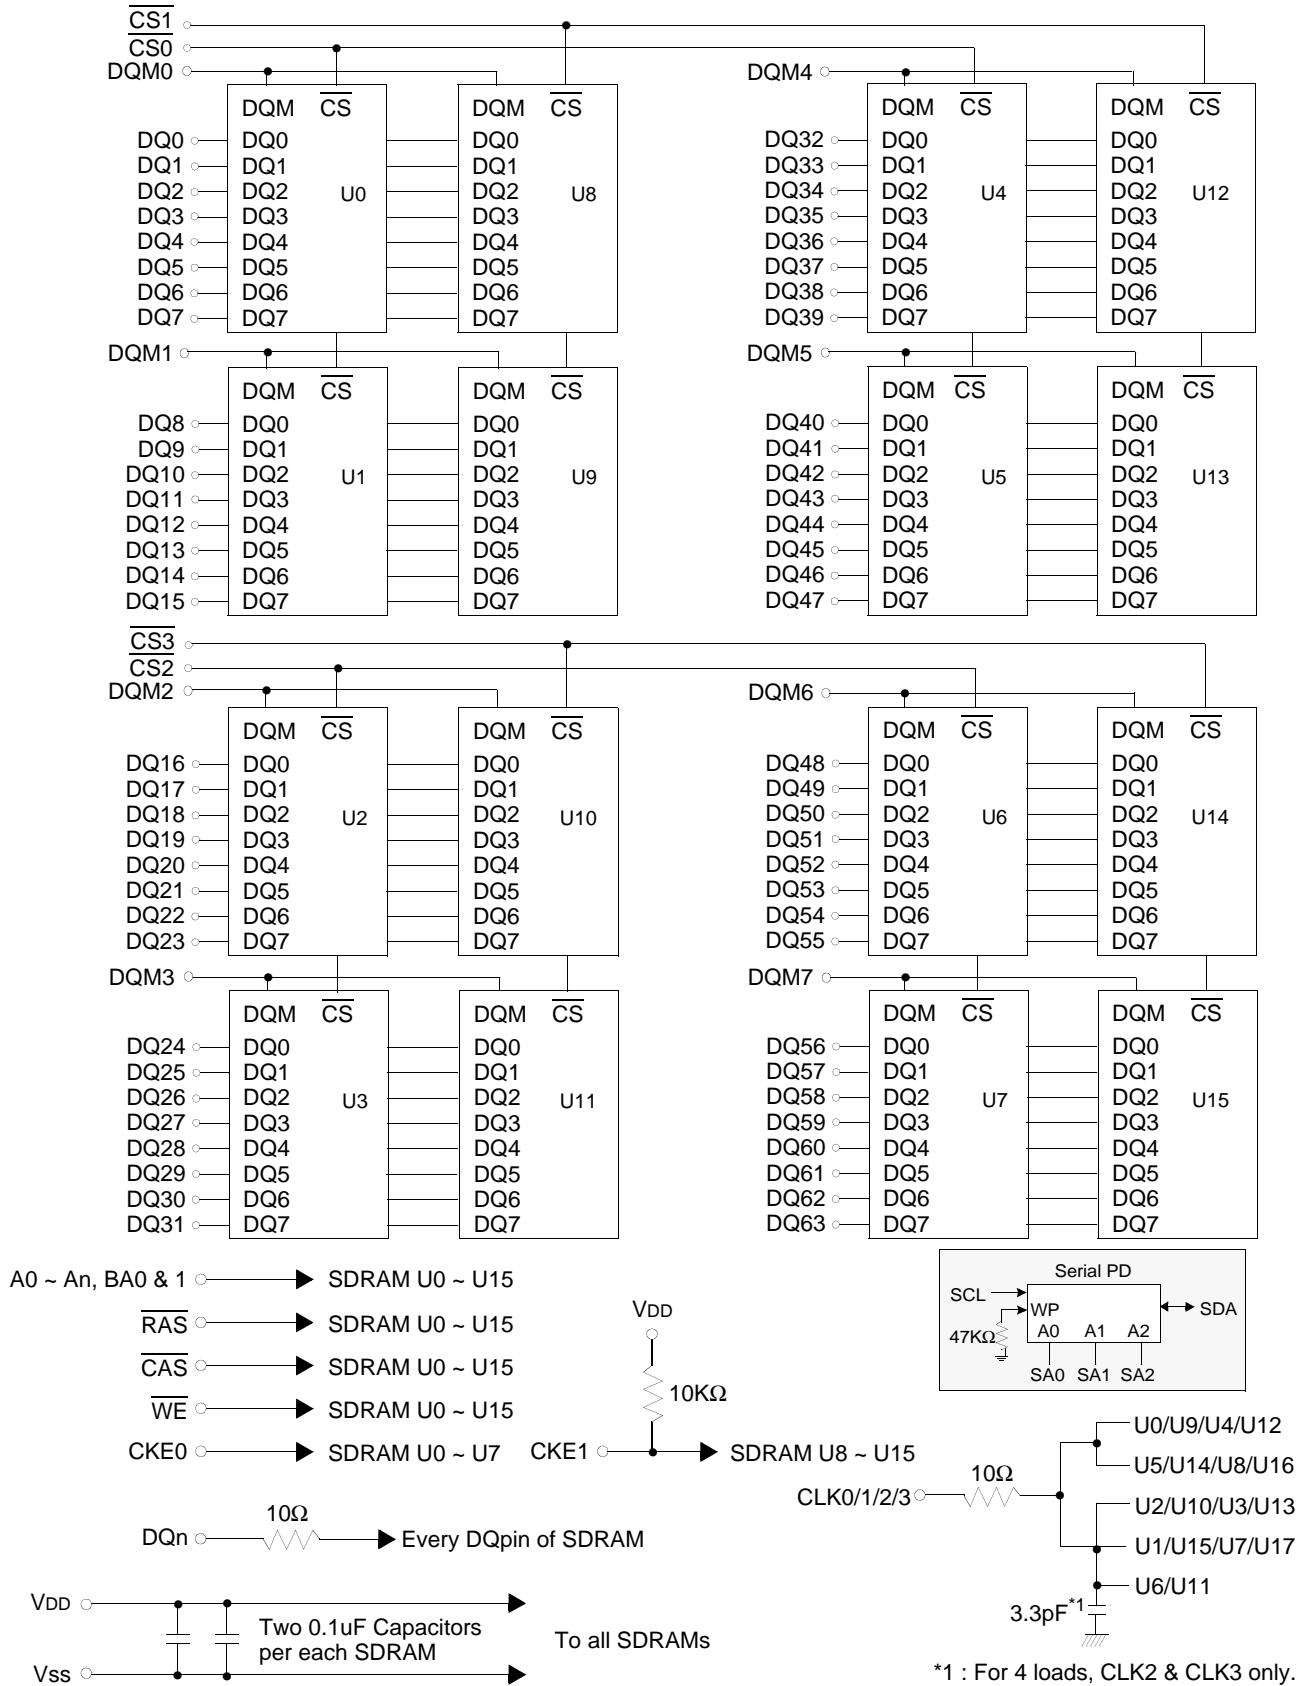 CS1
CS0
DQM0
DQM CS
DQ0 DQ0
DQ1 DQ1
DQ2 DQ2 U0
DQ3 DQ3
DQ4 DQ4
DQ5 DQ5
DQ6 DQ6
DQ7 DQ7
DQM CS
DQ0
DQ1
DQ2 U8
DQ3
DQ4
DQ5
DQ6
DQ7
DQM4
DQM CS
DQ32 DQ0
DQ33 DQ1
DQ34 DQ2 U4
DQ35 DQ3
DQ36 DQ4
DQ37 DQ5
DQ38 DQ6
DQ39 DQ7
DQM CS
DQ0
DQ1
DQ2 U12
DQ3
DQ4
DQ5
DQ6
DQ7
DQM1
DQM CS
DQ8 DQ0
DQ9 DQ1
DQ10 DQ2 U1
DQ11 DQ3
DQ12 DQ4
DQ13 DQ5
DQ14 DQ6
DQ15 DQ7
DQM CS
DQ0
DQ1
DQ2 U9
DQ3
DQ4
DQ5
DQ6
DQ7
DQM5
DQM CS
DQ40 DQ0
DQ41 DQ1
DQ42 DQ2 U5
DQ43 DQ3
DQ44 DQ4
DQ45 DQ5
DQ46 DQ6
DQ47 DQ7
DQM CS
DQ0
DQ1
DQ2 U13
DQ3
DQ4
DQ5
DQ6
DQ7
CS3
CS2
DQM2
DQM CS
DQ16 DQ0
DQ17 DQ1
DQ18 DQ2 U2
DQ19 DQ3
DQ20 DQ4
DQ21 DQ5
DQ22 DQ6
DQ23 DQ7
DQM CS
DQ0
DQ1
DQ2 U10
DQ3
DQ4
DQ5
DQ6
DQ7
DQM6
DQM CS
DQ48 DQ0
DQ49 DQ1
DQ50 DQ2 U6
DQ51 DQ3
DQ52 DQ4
DQ53 DQ5
DQ54 DQ6
DQ55 DQ7
DQM CS
DQ0
DQ1
DQ2 U14
DQ3
DQ4
DQ5
DQ6
DQ7
DQM3
DQM CS
DQ24 DQ0
DQ25 DQ1
DQ26 DQ2 U3
DQ27 DQ3
DQ28 DQ4
DQ29 DQ5
DQ30 DQ6
DQ31 DQ7
DQM CS
DQ0
DQ1
DQ2 U11
DQ3
DQ4
DQ5
DQ6
DQ7
DQM7
DQM CS
DQ56 DQ0
DQ57 DQ1
DQ58 DQ2 U7
DQ59 DQ3
DQ60 DQ4
DQ61 DQ5
DQ62 DQ6
DQ63 DQ7
DQM CS
DQ0
DQ1
DQ2 U15
DQ3
DQ4
DQ5
DQ6
DQ7
A0 ~ An, BA0 & 1 SDRAM U0 ~ U15
RAS SDRAM U0 ~ U15
CAS SDRAM U0 ~ U15
WE SDRAM U0 ~ U15
CKE0 SDRAM U0 ~ U7
VDD
10KΩ
CKE1 SDRAM U8 ~ U15
Serial PD
SCL
WP SDA
47KΩ A0 A1 A2
SA0 SA1 SA2
CLK0/1/2/3 10Ω
U0/U9/U4/U12
U5/U14/U8/U16
U2/U10/U3/U13
U1/U15/U7/U17
U6/U11
3.3pF*1
*1 : For 4 loads, CLK2 & CLK3 only.
DQn 10Ω Every DQpin of SDRAM
VDD
Two 0.1uF Capacitors
per each SDRAM
To all SDRAMs
Vss